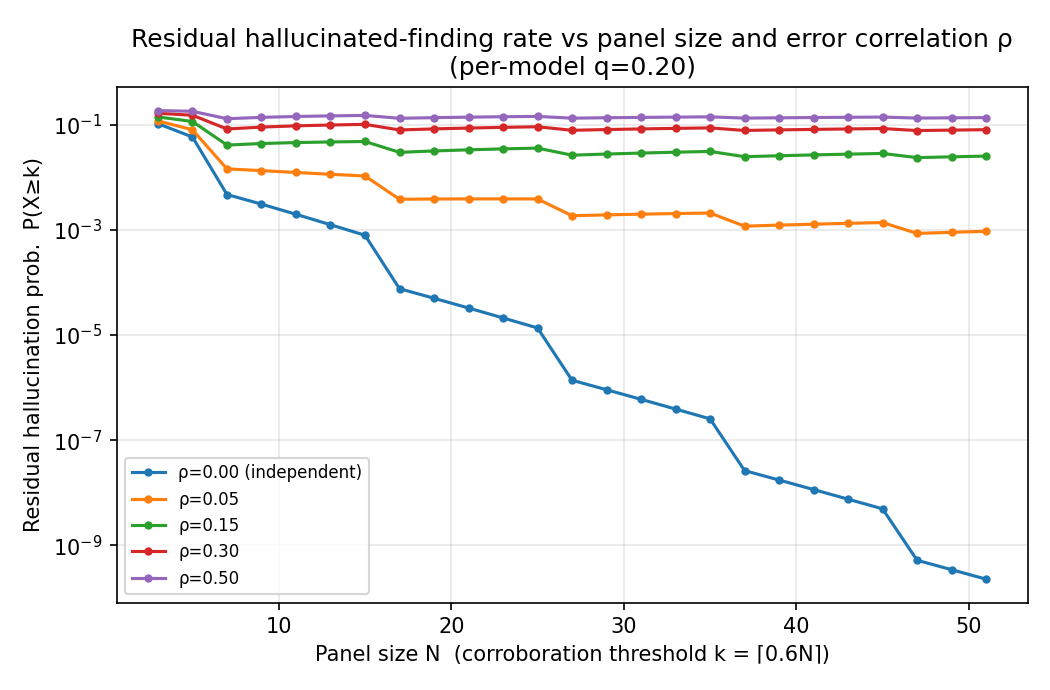 Residual hallucinated-finding rate vs panel size and error correlation ρ
(per-model q=0.20)
Residual hallucination prob.  P(X≥k)
10⁻¹
10⁻³
10⁻⁵
10⁻⁷
10⁻⁹
ρ=0.00 (independent)
ρ=0.05
ρ=0.15
ρ=0.30
ρ=0.50
10
20
30
40
50
Panel size N  (corroboration threshold k = ⌈0.6N⌉)